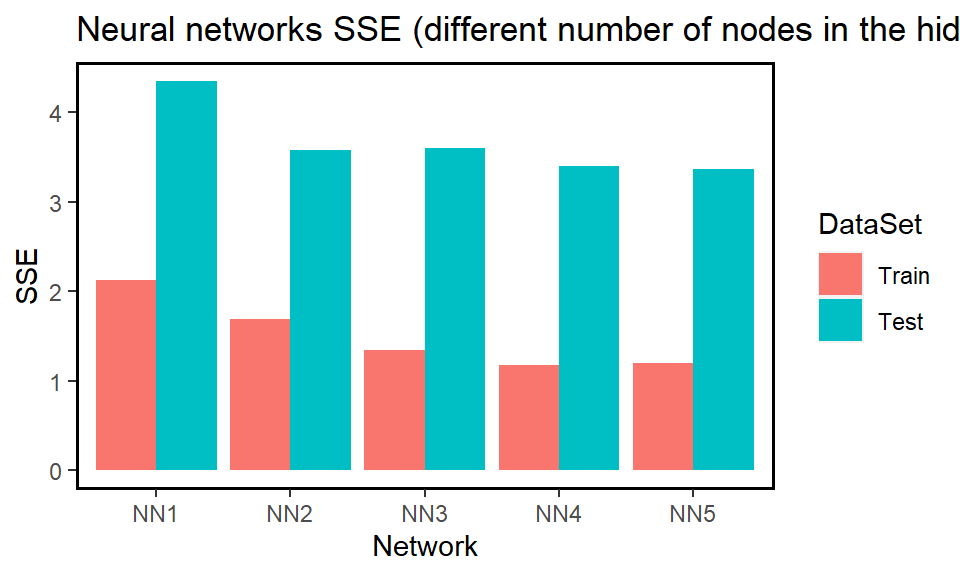 Neural networks SSE (different number of nodes in the hid
SSE
4
3
2
1
0
NN1 NN2 NN3 NN4 NN5
Network
DataSet
Train
Test